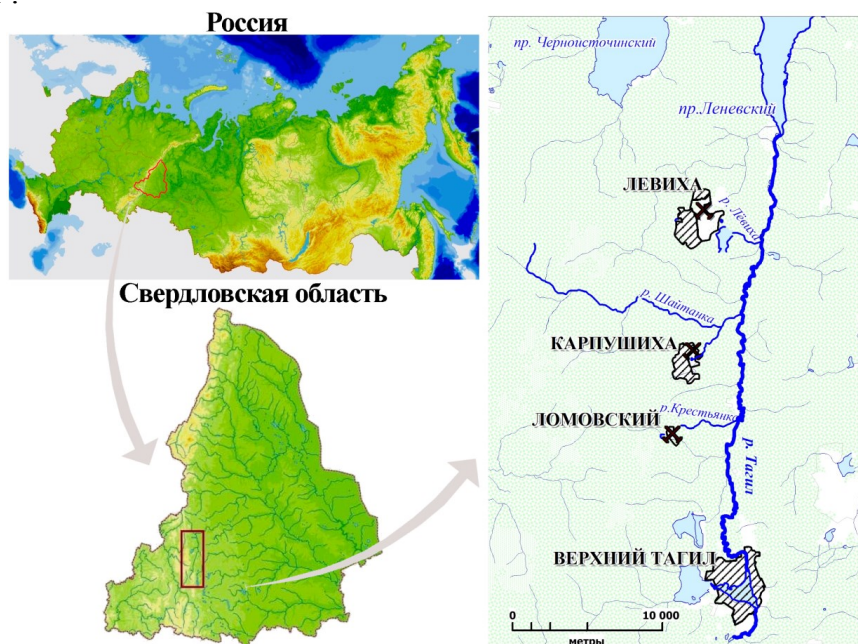 Россия
Свердловская область
пр. Черноисточинский
пр.Леневский
ЛЕВИХА
р. Лёвиха
р. Шайтанка
КАРПУШИХА
р.Крестьянка
ЛОМОВСКИЙ
р. Тагил
ВЕРХНИЙ ТАГИЛ
0 10 000
метры